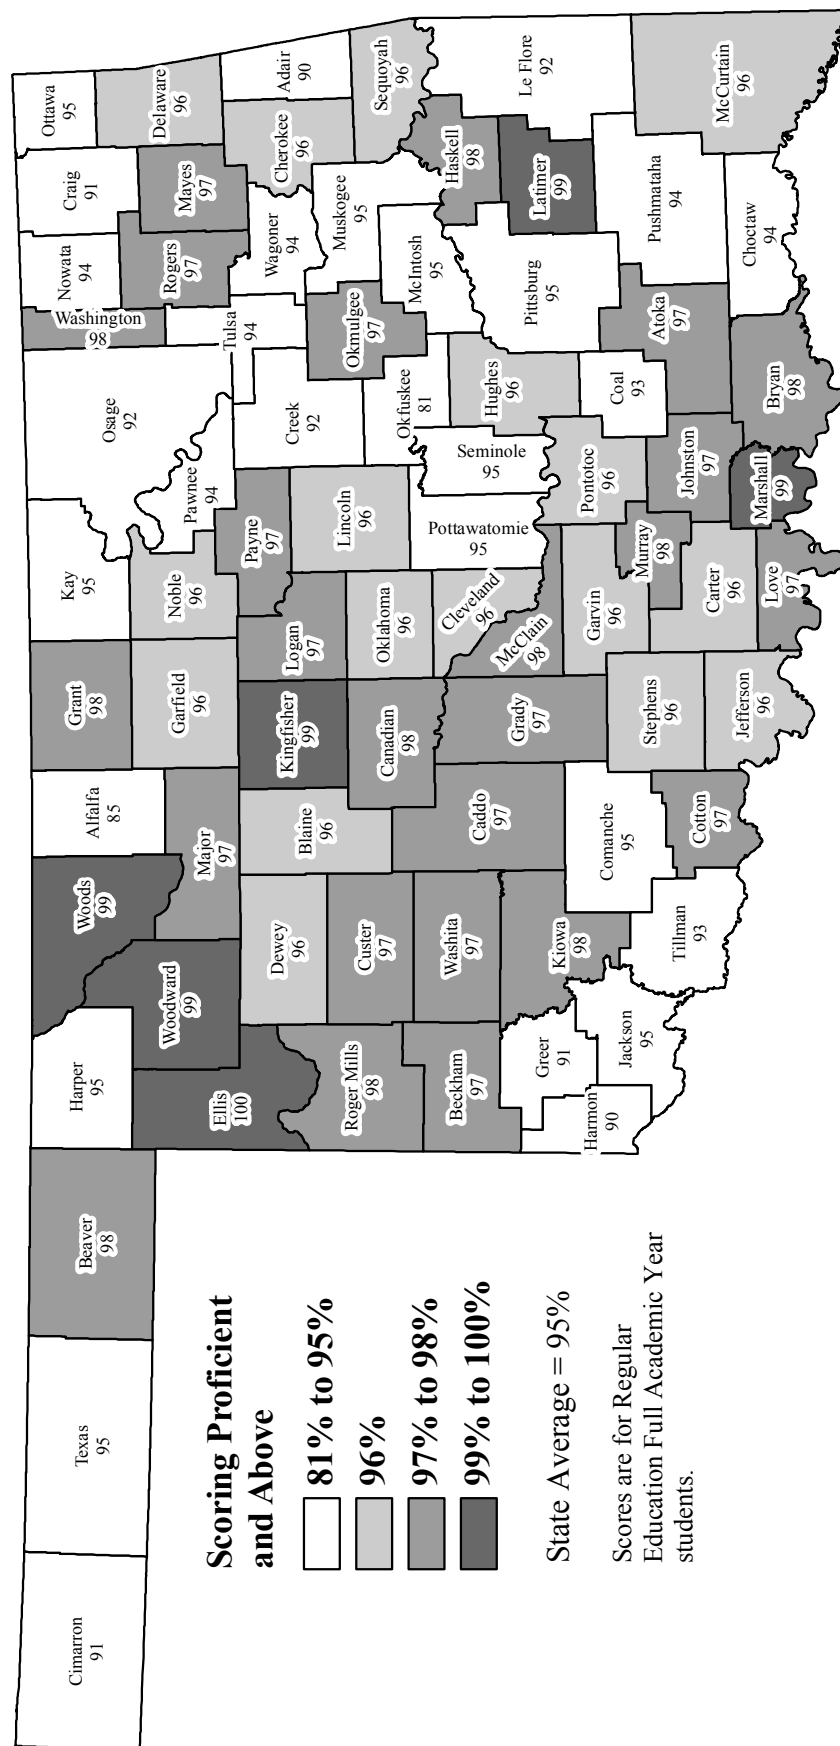 Cimarron
91
Texas
95
Beaver
98
Harper
95
Woods
99
Alfalfa
85
Grant
98
Kay
95
Osage
92
Washington
98
Nowata
94
Craig
91
Ottawa
95
Ellis
100
Woodward
99
Major
97
Garfield
96
Noble
96
Pawnee
94
Rogers
97
Mayes
97
Delaware
96
Tulsa
94
Roger Mills
98
Dewey
96
Blaine
96
Kingfisher
99
Logan
97
Payne
97
Creek
92
Wagoner
94
Cherokee
96
Adair
90
Custer
97
Canadian
98
Oklahoma
96
Lincoln
96
Okfuskee
81
Okmulgee
97
Muskogee
95
Sequoyah
96
Beckham
97
Washita
97
Caddo
97
Grady
97
McClain
98
Cleveland
96
Pottawatomie
95
Seminole
95
Hughes
96
McIntosh
95
Haskell
98
Harmon
90
Greer
91
Kiowa
98
Jackson
95
Tillman
93
Comanche
95
Cotton
97
Stephens
96
Jefferson
96
Garvin
96
Murray
98
Carter
96
Love
97
Pontotoc
96
Johnston
97
Marshall
99
Coal
93
Atoka
97
Bryan
98
Pittsburg
95
Latimer
99
Le Flore
92
Pushmataha
94
Choctaw
94
McCurtain
96
Scoring Proficient
and Above
81% to 95%
96%
97% to 98%
99% to 100%
State Average = 95%
Scores are for Regular
Education Full Academic Year
students.